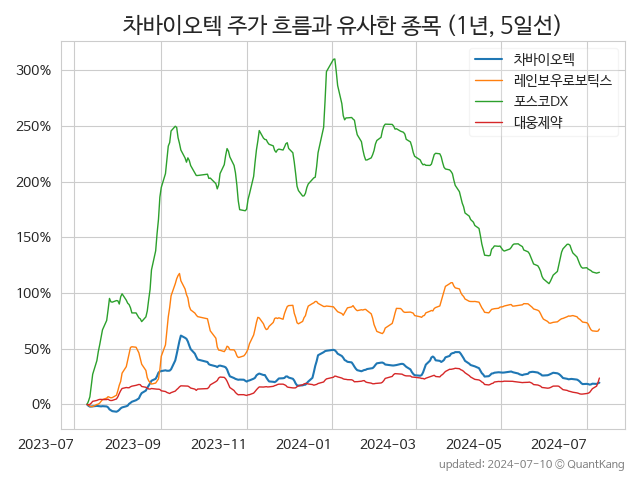 차바이오텍 주가 흐름과 유사한 종목 (1년, 5일선)
차바이오텍
레인보우로보틱스
포스코DX
대웅제약
300%
250%
200%
150%
100%
50%
0%
2023-07 2023-09 2023-11 2024-01 2024-03 2024-05 2024-07
updated: 2024-07-10 © QuantKang